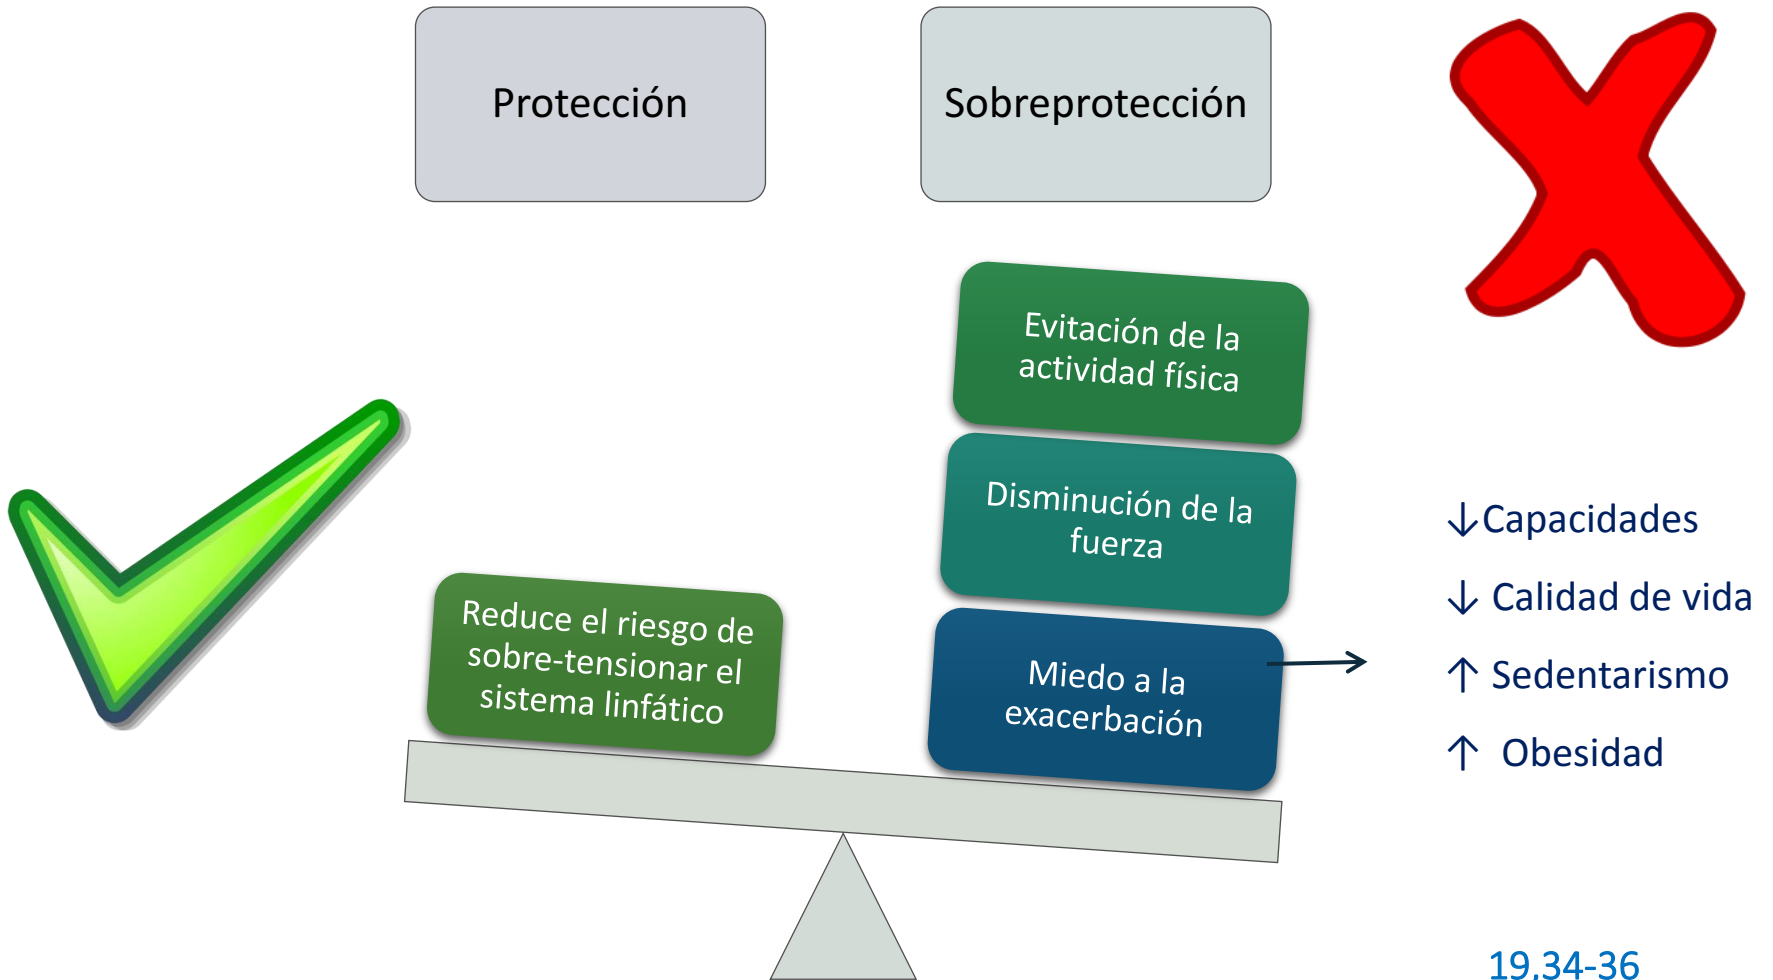 Protección
Sobreprotección
Evitación de la
actividad física
Disminución de la
fuerza
Reduce el riesgo de
sobre-tensionar el
sistema linfático
Miedo a la
exacerbación
↓Capacidades
↓ Calidad de vida
↑ Sedentarismo
↑ Obesidad
19,34-36